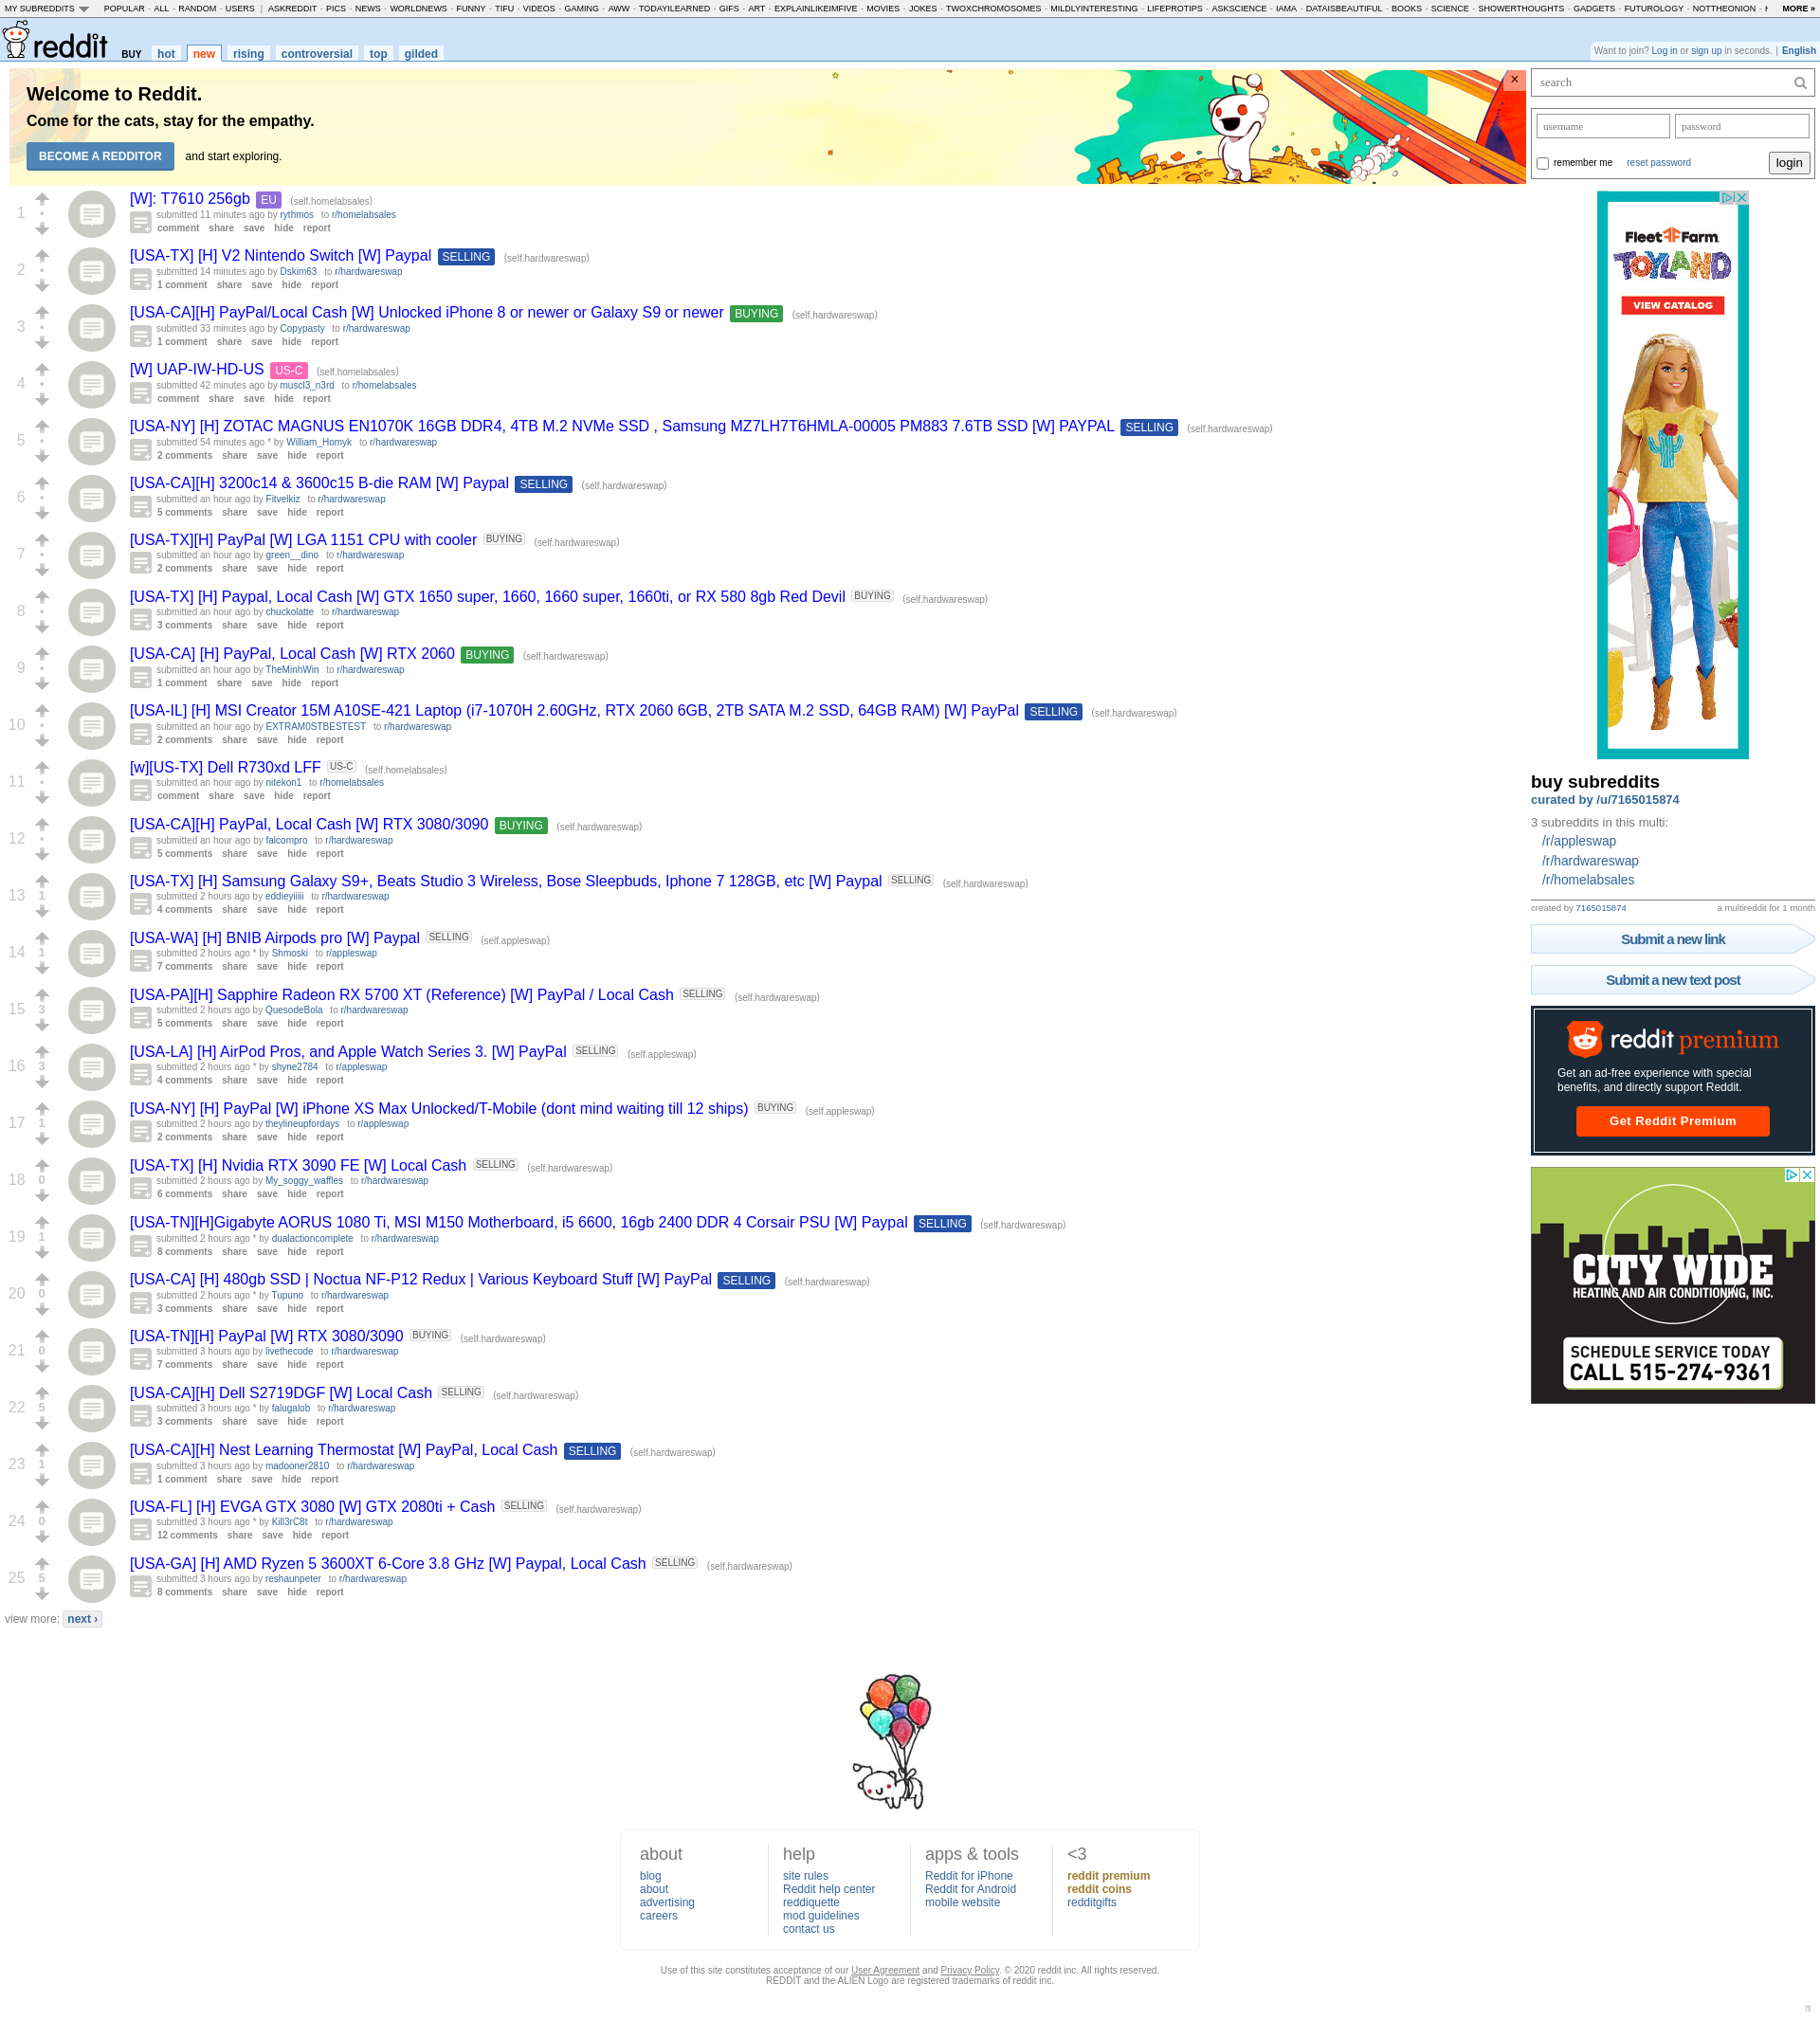 MY SUBREDDITS POPULAR - ALL - RANDOM - USERS | ASKREDDIT - PICS - NEWS - WORLDNEWS - FUNNY - TIFU - VIDEOS - GAMING - AWW - TODAYILEARNED - GIFS - ART - EXPLAINLIKEIMFIVE - MOVIES - JOKES - TWOXCHROMOSOMES - MILDLYINTERESTING - LIFEPROTIPS - ASKSCIENCE - IAMA - DATAISBEAUTIFUL - BOOKS - SCIENCE - SHOWERTHOUGHTS - GADGETS - FUTUROLOGY - NOTTHEONION - MORE »
reddit BUY hot new rising controversial top gilded
Want to join? Log in or sign up in seconds. | English
Welcome to Reddit.
Come for the cats, stay for the empathy.
BECOME A REDDITOR and start exploring.
×
search
username password
remember me reset password login
1 [W]: T7610 256gb EU (self.homelabsales)
submitted 11 minutes ago by rythmos to r/homelabsales
comment share save hide report
2 [USA-TX] [H] V2 Nintendo Switch [W] Paypal SELLING (self.hardwareswap)
submitted 14 minutes ago by Dskim63 to r/hardwareswap
1 comment share save hide report
3 [USA-CA][H] PayPal/Local Cash [W] Unlocked iPhone 8 or newer or Galaxy S9 or newer BUYING (self.hardwareswap)
submitted 33 minutes ago by Copypasty to r/hardwareswap
1 comment share save hide report
4 [W] UAP-IW-HD-US US-C (self.homelabsales)
submitted 42 minutes ago by muscl3_n3rd to r/homelabsales
comment share save hide report
5 [USA-NY] [H] ZOTAC MAGNUS EN1070K 16GB DDR4, 4TB M.2 NVMe SSD , Samsung MZ7LH7T6HMLA-00005 PM883 7.6TB SSD [W] PAYPAL SELLING (self.hardwareswap)
submitted 54 minutes ago * by William_Homyk to r/hardwareswap
2 comments share save hide report
6 [USA-CA][H] 3200c14 & 3600c15 B-die RAM [W] Paypal SELLING (self.hardwareswap)
submitted an hour ago by Fitvelkiz to r/hardwareswap
5 comments share save hide report
7 [USA-TX][H] PayPal [W] LGA 1151 CPU with cooler BUYING (self.hardwareswap)
submitted an hour ago by green__dino to r/hardwareswap
2 comments share save hide report
8 [USA-TX] [H] Paypal, Local Cash [W] GTX 1650 super, 1660, 1660 super, 1660ti, or RX 580 8gb Red Devil BUYING (self.hardwareswap)
submitted an hour ago by chuckolatte to r/hardwareswap
3 comments share save hide report
9 [USA-CA] [H] PayPal, Local Cash [W] RTX 2060 BUYING (self.hardwareswap)
submitted an hour ago by TheMinhWin to r/hardwareswap
1 comment share save hide report
10 [USA-IL] [H] MSI Creator 15M A10SE-421 Laptop (i7-1070H 2.60GHz, RTX 2060 6GB, 2TB SATA M.2 SSD, 64GB RAM) [W] PayPal SELLING (self.hardwareswap)
submitted an hour ago by EXTRAM0STBESTEST to r/hardwareswap
2 comments share save hide report
11 [w][US-TX] Dell R730xd LFF US-C (self.homelabsales)
submitted an hour ago by nitekon1 to r/homelabsales
comment share save hide report
12 [USA-CA][H] PayPal, Local Cash [W] RTX 3080/3090 BUYING (self.hardwareswap)
submitted an hour ago by falcompro to r/hardwareswap
5 comments share save hide report
13 1 [USA-TX] [H] Samsung Galaxy S9+, Beats Studio 3 Wireless, Bose Sleepbuds, Iphone 7 128GB, etc [W] Paypal SELLING (self.hardwareswap)
submitted 2 hours ago by eddieyiiiii to r/hardwareswap
4 comments share save hide report
14 1 [USA-WA] [H] BNIB Airpods pro [W] Paypal SELLING (self.appleswap)
submitted 2 hours ago * by Shmoski to r/appleswap
7 comments share save hide report
15 3 [USA-PA][H] Sapphire Radeon RX 5700 XT (Reference) [W] PayPal / Local Cash SELLING (self.hardwareswap)
submitted 2 hours ago by QuesodeBola to r/hardwareswap
5 comments share save hide report
16 3 [USA-LA] [H] AirPod Pros, and Apple Watch Series 3. [W] PayPal SELLING (self.appleswap)
submitted 2 hours ago * by shyne2784 to r/appleswap
4 comments share save hide report
17 1 [USA-NY] [H] PayPal [W] iPhone XS Max Unlocked/T-Mobile (dont mind waiting till 12 ships) BUYING (self.appleswap)
submitted 2 hours ago by theylineupfordays to r/appleswap
2 comments share save hide report
18 0 [USA-TX] [H] Nvidia RTX 3090 FE [W] Local Cash SELLING (self.hardwareswap)
submitted 2 hours ago by My_soggy_waffles to r/hardwareswap
6 comments share save hide report
19 1 [USA-TN][H]Gigabyte AORUS 1080 Ti, MSI M150 Motherboard, i5 6600, 16gb 2400 DDR 4 Corsair PSU [W] Paypal SELLING (self.hardwareswap)
submitted 2 hours ago * by dualactioncomplete to r/hardwareswap
8 comments share save hide report
20 0 [USA-CA] [H] 480gb SSD | Noctua NF-P12 Redux | Various Keyboard Stuff [W] PayPal SELLING (self.hardwareswap)
submitted 2 hours ago * by Tupuno to r/hardwareswap
3 comments share save hide report
21 0 [USA-TN][H] PayPal [W] RTX 3080/3090 BUYING (self.hardwareswap)
submitted 3 hours ago by livethecode to r/hardwareswap
7 comments share save hide report
22 5 [USA-CA][H] Dell S2719DGF [W] Local Cash SELLING (self.hardwareswap)
submitted 3 hours ago * by falugalob to r/hardwareswap
3 comments share save hide report
23 1 [USA-CA][H] Nest Learning Thermostat [W] PayPal, Local Cash SELLING (self.hardwareswap)
submitted 3 hours ago by madooner2810 to r/hardwareswap
1 comment share save hide report
24 0 [USA-FL] [H] EVGA GTX 3080 [W] GTX 2080ti + Cash SELLING (self.hardwareswap)
submitted 3 hours ago * by Kill3rC8t to r/hardwareswap
12 comments share save hide report
25 5 [USA-GA] [H] AMD Ryzen 5 3600XT 6-Core 3.8 GHz [W] Paypal, Local Cash SELLING (self.hardwareswap)
submitted 3 hours ago by reshaunpeter to r/hardwareswap
8 comments share save hide report
view more: next ›
Fleet Farm
TOYLAND
VIEW CATALOG
buy subreddits
curated by /u/7165015874
3 subreddits in this multi:
/r/appleswap
/r/hardwareswap
/r/homelabsales
created by 7165015874 a multireddit for 1 month
Submit a new link
Submit a new text post
reddit premium
Get an ad-free experience with special
benefits, and directly support Reddit.
Get Reddit Premium
CITY WIDE
HEATING AND AIR CONDITIONING, INC.
SCHEDULE SERVICE TODAY
CALL 515-274-9361
about help apps & tools <3
blog site rules Reddit for iPhone reddit premium
about Reddit help center Reddit for Android reddit coins
advertising reddiquette mobile website redditgifts
careers mod guidelines
contact us
Use of this site constitutes acceptance of our User Agreement and Privacy Policy. © 2020 reddit inc. All rights reserved.
REDDIT and the ALIEN Logo are registered trademarks of reddit inc.
π